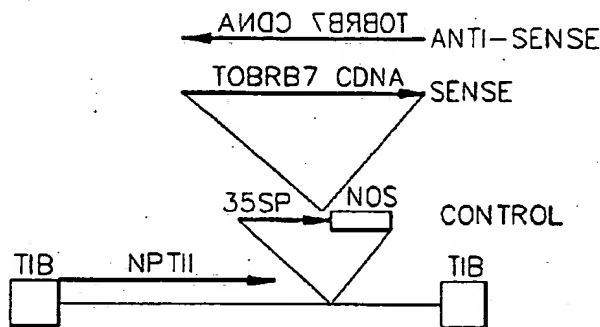 TOBRB7 CDNA ANTI-SENSE
TOBRB7 CDNA SENSE
35SP NOS CONTROL
TIB NPTII TIB